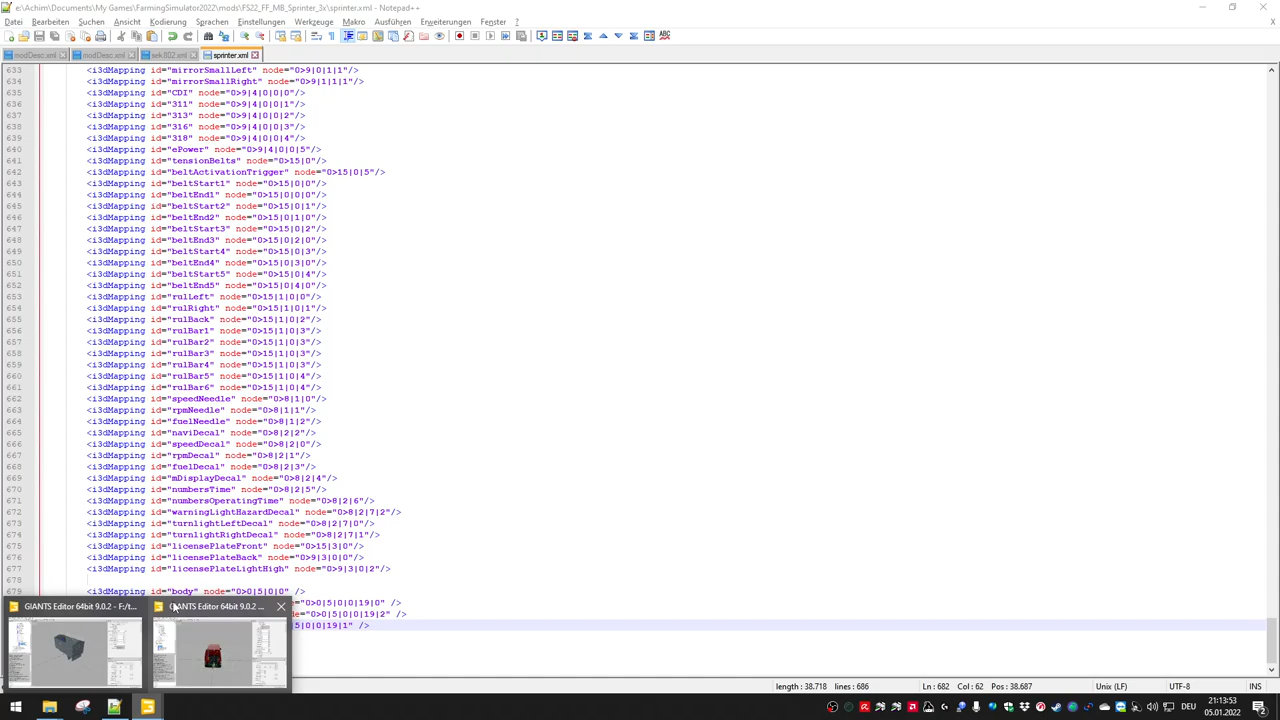 e:\Achim\Documents\My Games\FarmingSimulator2022\mods\FS22_FF_MB_Sprinter_3x\sprinter.xml - Notepad++
Datei Bearbeiten Suchen Ansicht Kodierung Sprachen Einstellungen Werkzeuge Makro Ausführen Erweiterungen Fenster ?
modDesc.xml modDesc.xml sek802.xml sprinter.xml
633 <i3dMapping id="mirrorSmallLeft" node="0>9|0|1|1"/>
634 <i3dMapping id="mirrorSmallRight" node="0>9|1|1|1"/>
635 <i3dMapping id="CDI" node="0>9|4|0|0|0"/>
636 <i3dMapping id="311" node="0>9|4|0|0|1"/>
637 <i3dMapping id="313" node="0>9|4|0|0|2"/>
638 <i3dMapping id="316" node="0>9|4|0|0|3"/>
639 <i3dMapping id="318" node="0>9|4|0|0|4"/>
640 <i3dMapping id="ePower" node="0>9|4|0|0|5"/>
641 <i3dMapping id="tensionBelts" node="0>15|0"/>
642 <i3dMapping id="beltActivationTrigger" node="0>15|0|5"/>
643 <i3dMapping id="beltStart1" node="0>15|0|0"/>
644 <i3dMapping id="beltEnd1" node="0>15|0|0|0"/>
645 <i3dMapping id="beltStart2" node="0>15|0|1"/>
646 <i3dMapping id="beltEnd2" node="0>15|0|1|0"/>
647 <i3dMapping id="beltStart3" node="0>15|0|2"/>
648 <i3dMapping id="beltEnd3" node="0>15|0|2|0"/>
649 <i3dMapping id="beltStart4" node="0>15|0|3"/>
650 <i3dMapping id="beltEnd4" node="0>15|0|3|0"/>
651 <i3dMapping id="beltStart5" node="0>15|0|4"/>
652 <i3dMapping id="beltEnd5" node="0>15|0|4|0"/>
653 <i3dMapping id="rulLeft" node="0>15|1|0|0"/>
654 <i3dMapping id="rulRight" node="0>15|1|0|1"/>
655 <i3dMapping id="rulBack" node="0>15|1|0|2"/>
656 <i3dMapping id="rulBar1" node="0>15|1|0|3"/>
657 <i3dMapping id="rulBar2" node="0>15|1|0|3"/>
658 <i3dMapping id="rulBar3" node="0>15|1|0|3"/>
659 <i3dMapping id="rulBar4" node="0>15|1|0|3"/>
660 <i3dMapping id="rulBar5" node="0>15|1|0|4"/>
661 <i3dMapping id="rulBar6" node="0>15|1|0|4"/>
662 <i3dMapping id="speedNeedle" node="0>8|1|0"/>
663 <i3dMapping id="rpmNeedle" node="0>8|1|1"/>
664 <i3dMapping id="fuelNeedle" node="0>8|1|2"/>
665 <i3dMapping id="naviDecal" node="0>8|2|2"/>
666 <i3dMapping id="speedDecal" node="0>8|2|0"/>
667 <i3dMapping id="rpmDecal" node="0>8|2|1"/>
668 <i3dMapping id="fuelDecal" node="0>8|2|3"/>
669 <i3dMapping id="mDisplayDecal" node="0>8|2|4"/>
670 <i3dMapping id="numbersTime" node="0>8|2|5"/>
671 <i3dMapping id="numbersOperatingTime" node="0>8|2|6"/>
672 <i3dMapping id="warningLightHazardDecal" node="0>8|2|7|2"/>
673 <i3dMapping id="turnlightLeftDecal" node="0>8|2|7|0"/>
674 <i3dMapping id="turnlightRightDecal" node="0>8|2|7|1"/>
675 <i3dMapping id="licensePlateFront" node="0>15|3|0"/>
676 <i3dMapping id="licensePlateBack" node="0>9|3|0|0"/>
677 <i3dMapping id="licensePlateLightHigh" node="0>9|3|0|2"/>
678
679 <i3dMapping id="body" node="0>0|5|0|0" />
0|5|0|0|19|0" />
0|5|0|0|19|2" />
5|0|0|19|1" />
GIANTS Editor 64bit 9.0.2 - F:/t... GIANTS Editor 64bit 9.0.2 ...
length : 38.718 lines : 686 Ln : 682 Col : 62 Pos : 38.687 Unix (LF) UTF-8 INS
DEU 21:13:53
05.01.2022